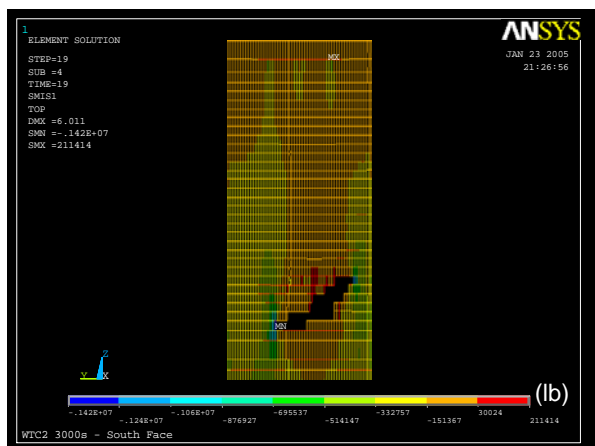 1
ANSYS
ELEMENT SOLUTION
JAN 23 2005
21:26:56
STEP=19
SUB =4
TIME=19
SMIS1
TOP
DMX =6.011
SMN =-.142E+07
SMX =211414
MX
MN
Z
Y X
(lb)
-.142E+07 -.106E+07 -695537 -332757 30024
-.124E+07 -876927 -514147 -151367 211414
WTC2 3000s - South Face